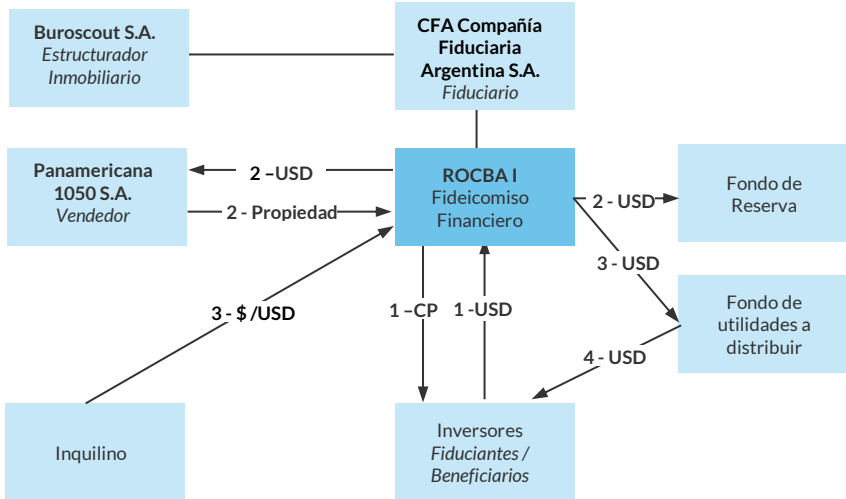 Buroscout S.A.
Estructurador
Inmobiliario
CFA Compañía
Fiduciaria
Argentina S.A.
Fiduciario
Panamericana
1050 S.A.
Vendedor
2 –USD
2 - Propiedad
ROCBA I
Fideicomiso
Financiero
2 - USD
Fondo de
Reserva
3 - USD
3 - $ /USD
1 –CP
1 -USD
Fondo de
utilidades a
distribuir
4 - USD
Inquilino
Inversores
Fiduciantes /
Beneficiarios